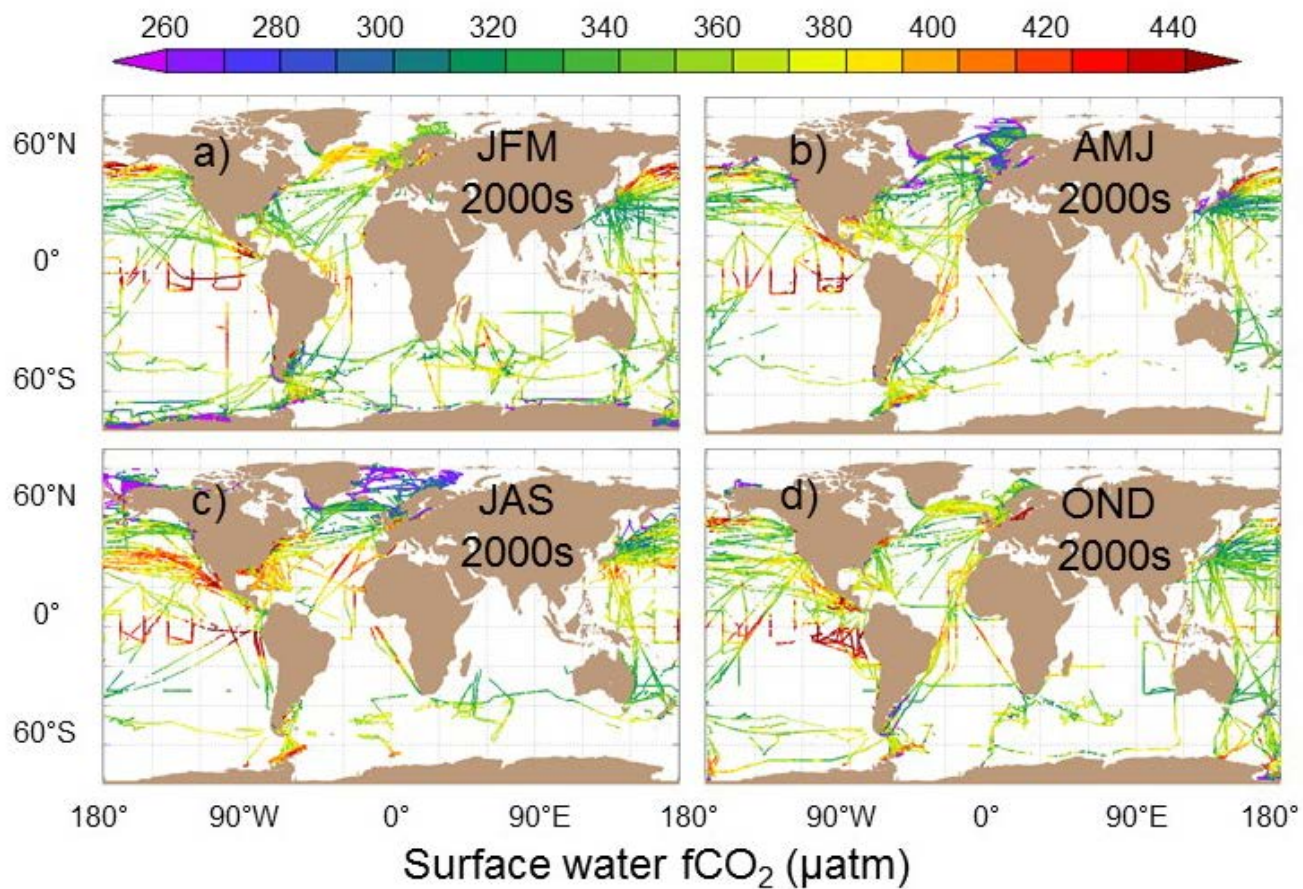 260 280 300 320 340 360 380 400 420 440
60°N
0°
60°S
a)
JFM
2000s
b)
AMJ
2000s
60°N
0°
60°S
c)
JAS
2000s
d)
OND
2000s
180° 90°W 0° 90°E 180° 90°W 0° 90°E 180°
Surface water fCO₂ (µatm)